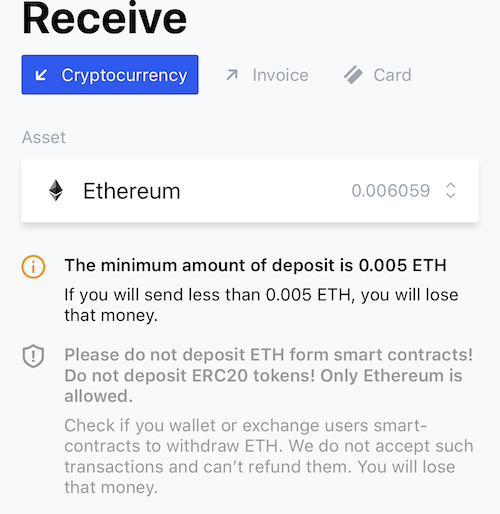 Receive
Cryptocurrency
Invoice
Card
Asset
Ethereum
0.006059
The minimum amount of deposit is 0.005 ETH
If you will send less than 0.005 ETH, you will lose
that money.
Please do not deposit ETH form smart contracts!
Do not deposit ERC20 tokens! Only Ethereum is
allowed.
Check if you wallet or exchange users smart-
contracts to withdraw ETH. We do not accept such
transactions and can’t refund them. You will lose
that money.